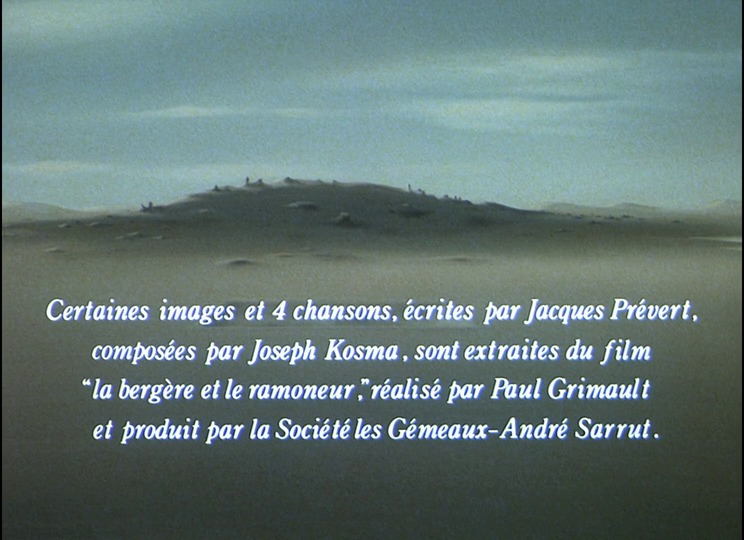 Certaines images et 4 chansons, écrites par Jacques Prévert,
composées par Joseph Kosma, sont extraites du film
“la bergère et le ramoneur,” réalisé par Paul Grimault
et produit par la Société les Gémeaux-André Sarrut.